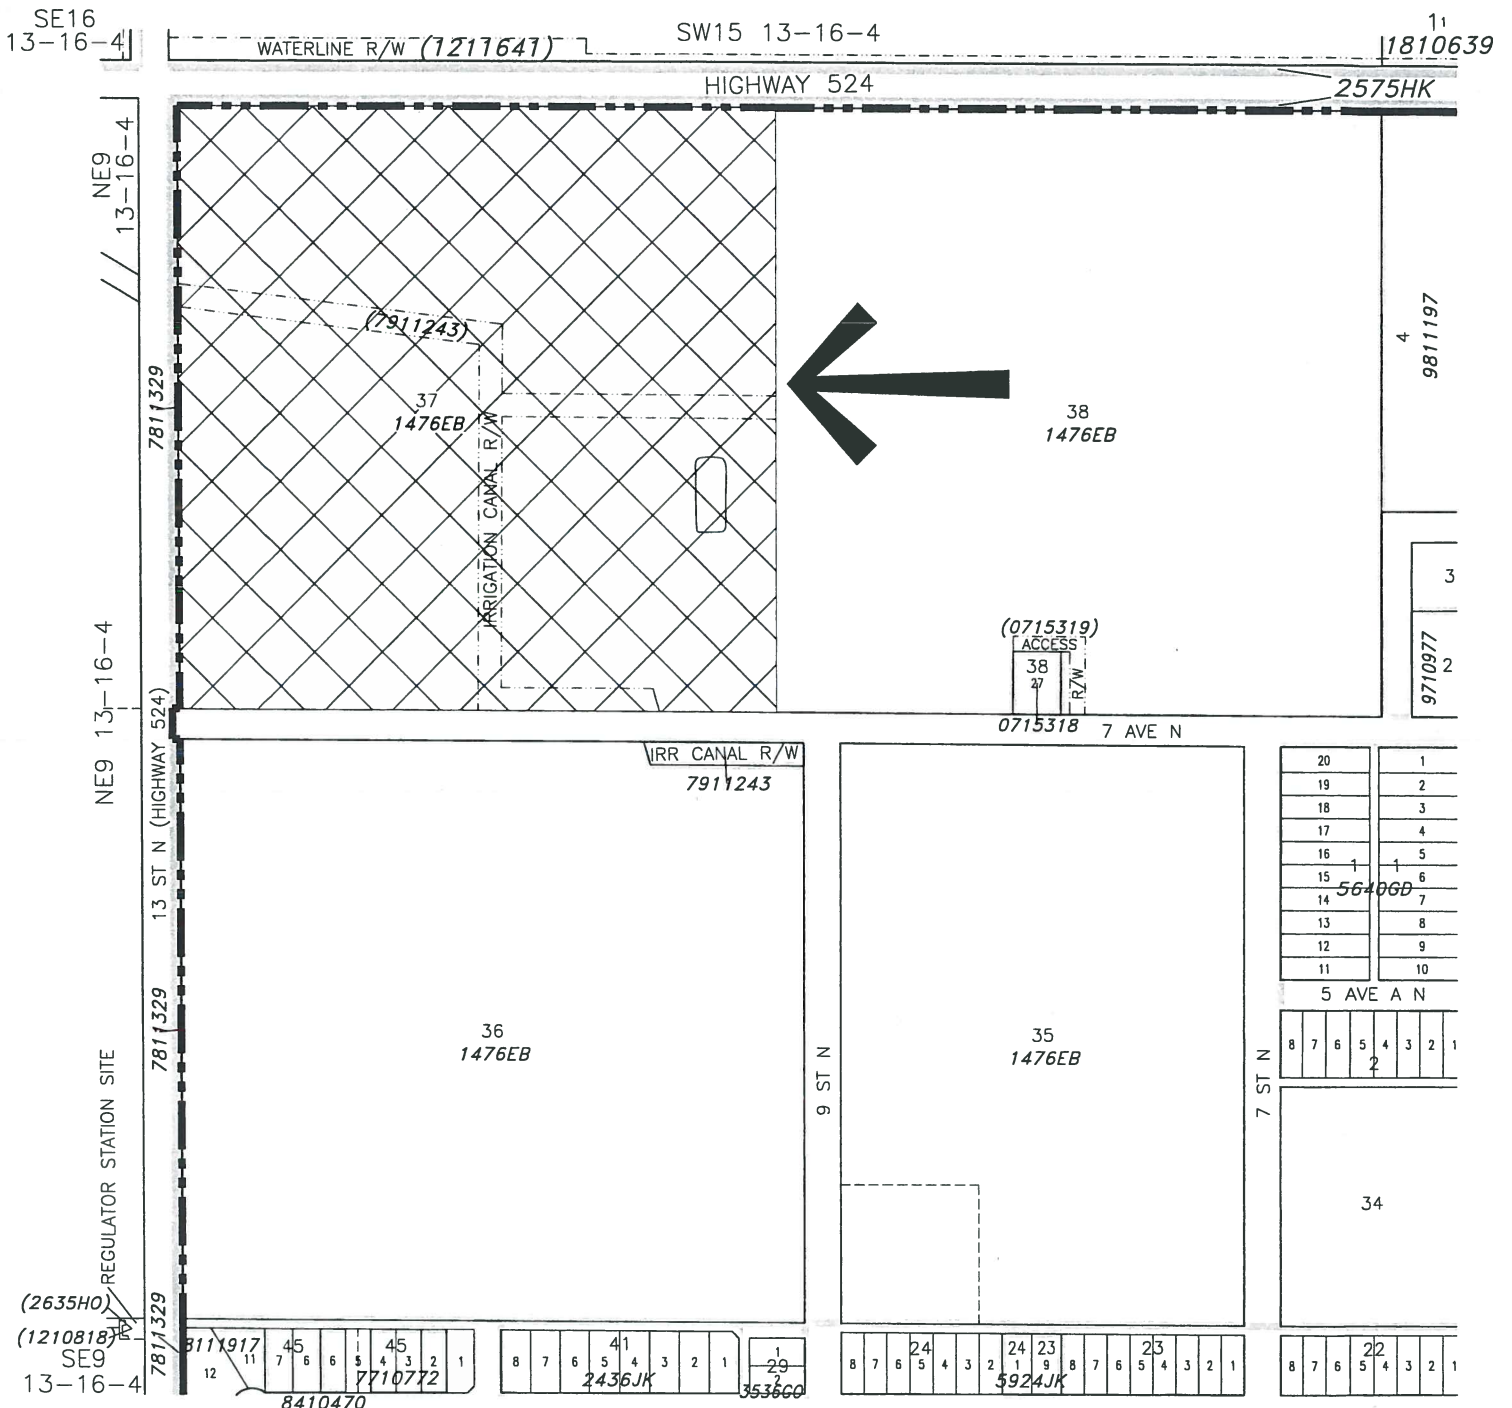 SE16
13-16-4
WATERLINE R/W (1211641)
SW15 13-16-4
11
1810639
HIGHWAY 524
2575HK
NE9
13-16-4
(7911243)
7811329
37
1476EB
IRRIGATION CANAL R/W
38
1476EB
4
9811197
3
2
9710977
(0715319)
ACCESS
R/W
38
27
0715318
7 AVE N
NE9 13-16-4
13 ST N (HIGHWAY 524)
IRR CANAL R/W
7911243
20
19
18
17
16
15
14
13
12
11
1
2
3
4
5
6
7
8
9
10
1
1
5640GD
5 AVE A N
8 7 6 5 4 3 2 1
2
7811329
36
1476EB
9 ST N
35
1476EB
7 ST N
34
REGULATOR STATION SITE
(2635HO)
(1210818)
SE9
13-16-4
7811329
8111917
12
11
45
45
7 6 6 5 4 3 2 1
7710772
8410470
41
8 7 6 5 4 3 2 1
2436JK
1
29
2
3536GO
24
24
23
23
8 7 6 5 4 3 2 1 9 8 7 6 5 4 3 2 1
5924JK
22
8 7 6 5 4 3 2 1